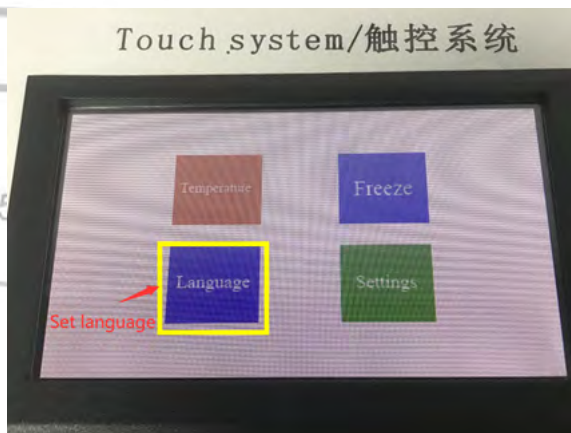 Touch system/触控系统
Temperature
Freeze
Language
Settings
Set language